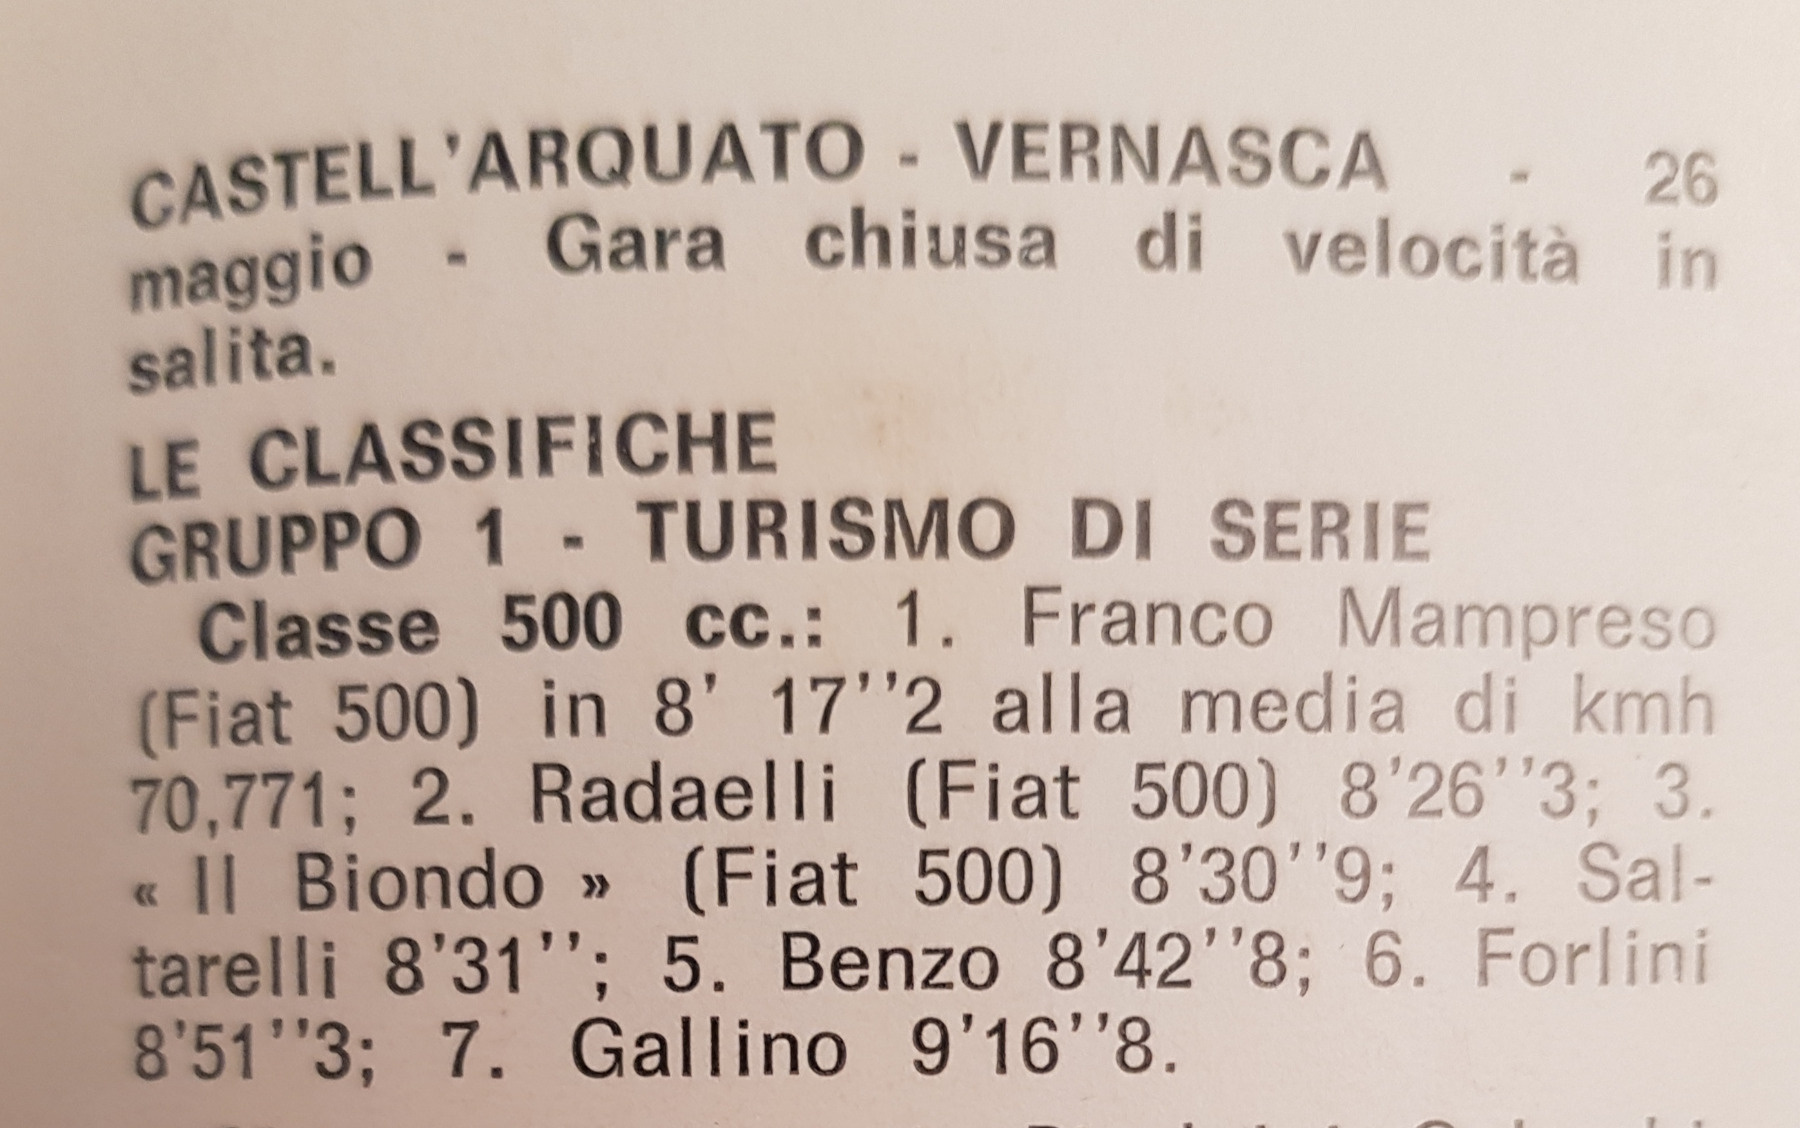 CASTELL'ARQUATO - VERNASCA - 26
maggio - Gara chiusa di velocità in
salita.
LE CLASSIFICHE
GRUPPO 1 - TURISMO DI SERIE
Classe 500 cc.: 1. Franco Mampreso
(Fiat 500) in 8' 17''2 alla media di kmh
70,771; 2. Radaelli (Fiat 500) 8'26''3; 3.
« Il Biondo » (Fiat 500) 8'30''9; 4. Sal-
tarelli 8'31''; 5. Benzo 8'42''8; 6. Forlini
8'51''3; 7. Gallino 9'16''8.